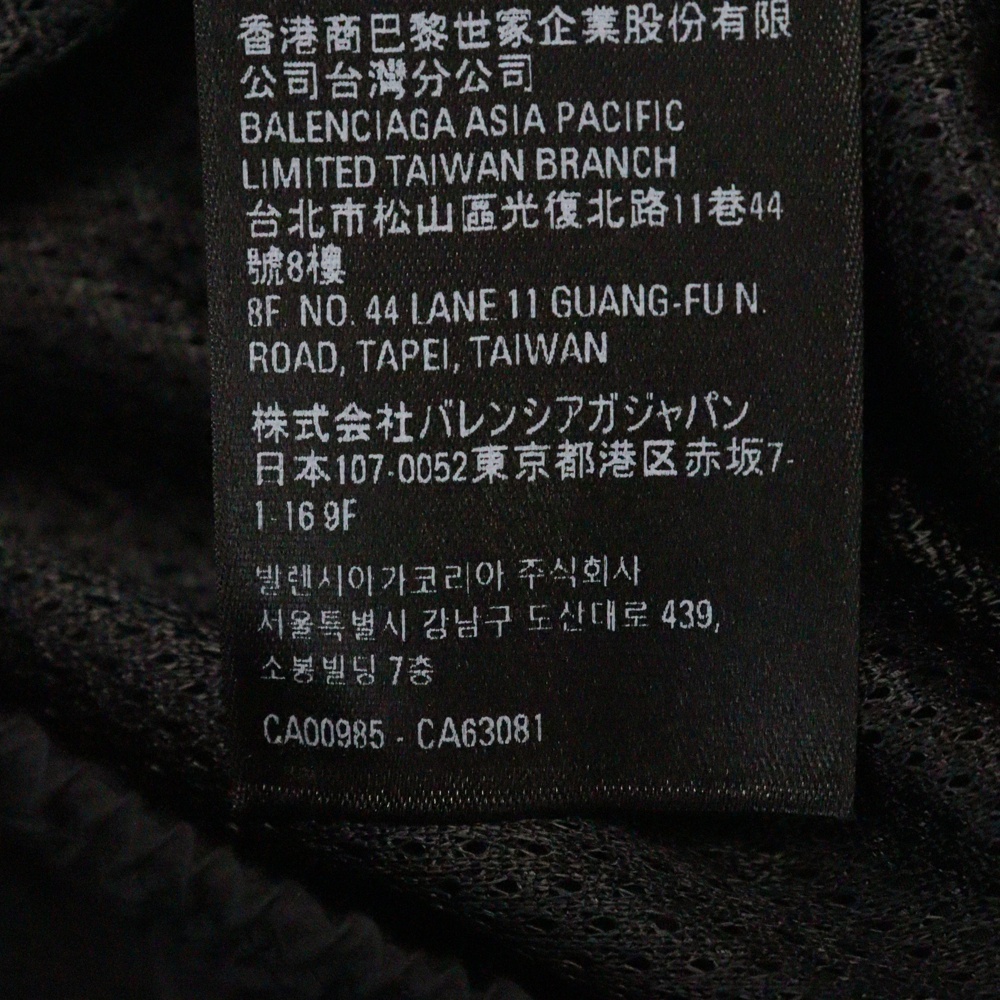 香港商巴黎世家企業股份有限
公司台灣分公司
BALENCIAGA ASIA PACIFIC
LIMITED TAIWAN BRANCH
台北市松山區光復北路11巷44
號8樓
8F. NO. 44 LANE 11 GUANG-FU N.
ROAD, TAPEI, TAIWAN
株式会社バレンシアガジャパン
日本107-0052東京都港区赤坂7-
1-16 9F
발렌시아가코리아 주식회사
서울특별시 강남구 도산대로 439,
소봉빌딩 7층
CA00985 - CA63081